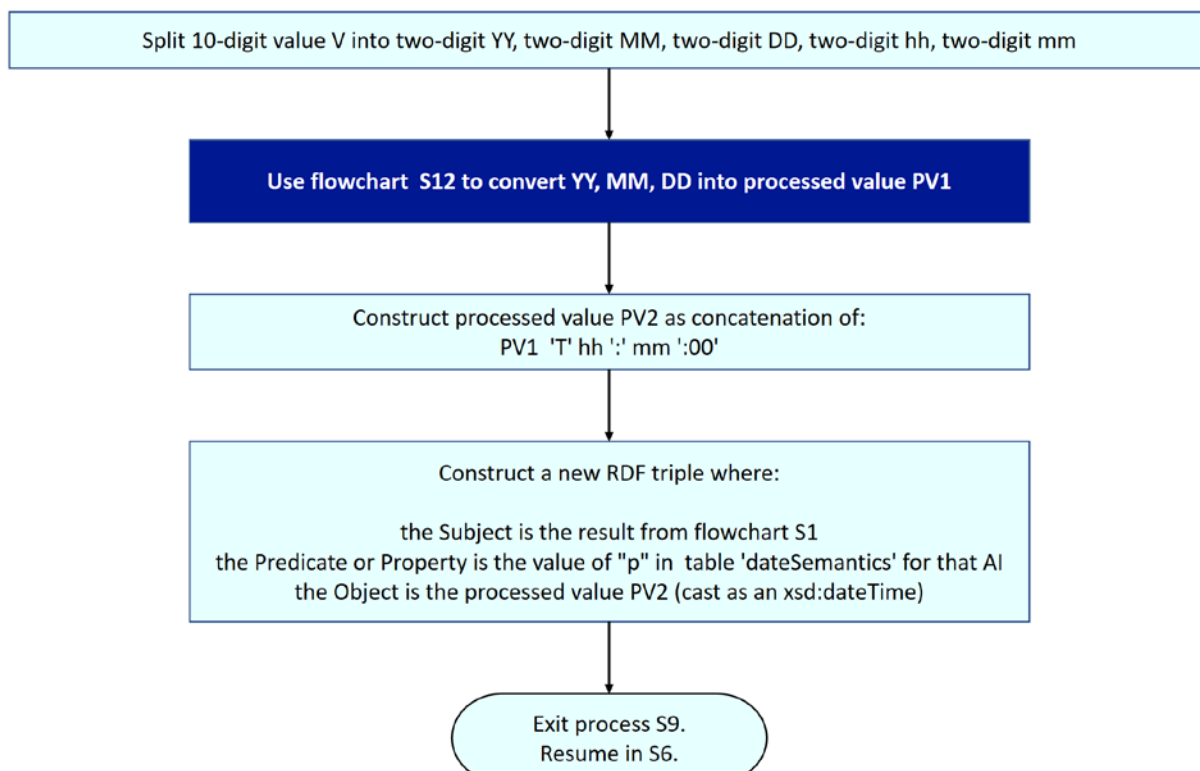 Split 10-digit value V into two-digit YY, two-digit MM, two-digit DD, two-digit hh, two-digit mm
Use flowchart S12 to convert YY, MM, DD into processed value PV1
Construct processed value PV2 as concatenation of:
PV1 'T' hh ':' mm ':00'
Construct a new RDF triple where:
the Subject is the result from flowchart S1
the Predicate or Property is the value of "p" in table 'dateSemantics' for that AI
the Object is the processed value PV2 (cast as an xsd:dateTime)
Exit process S9.
Resume in S6.